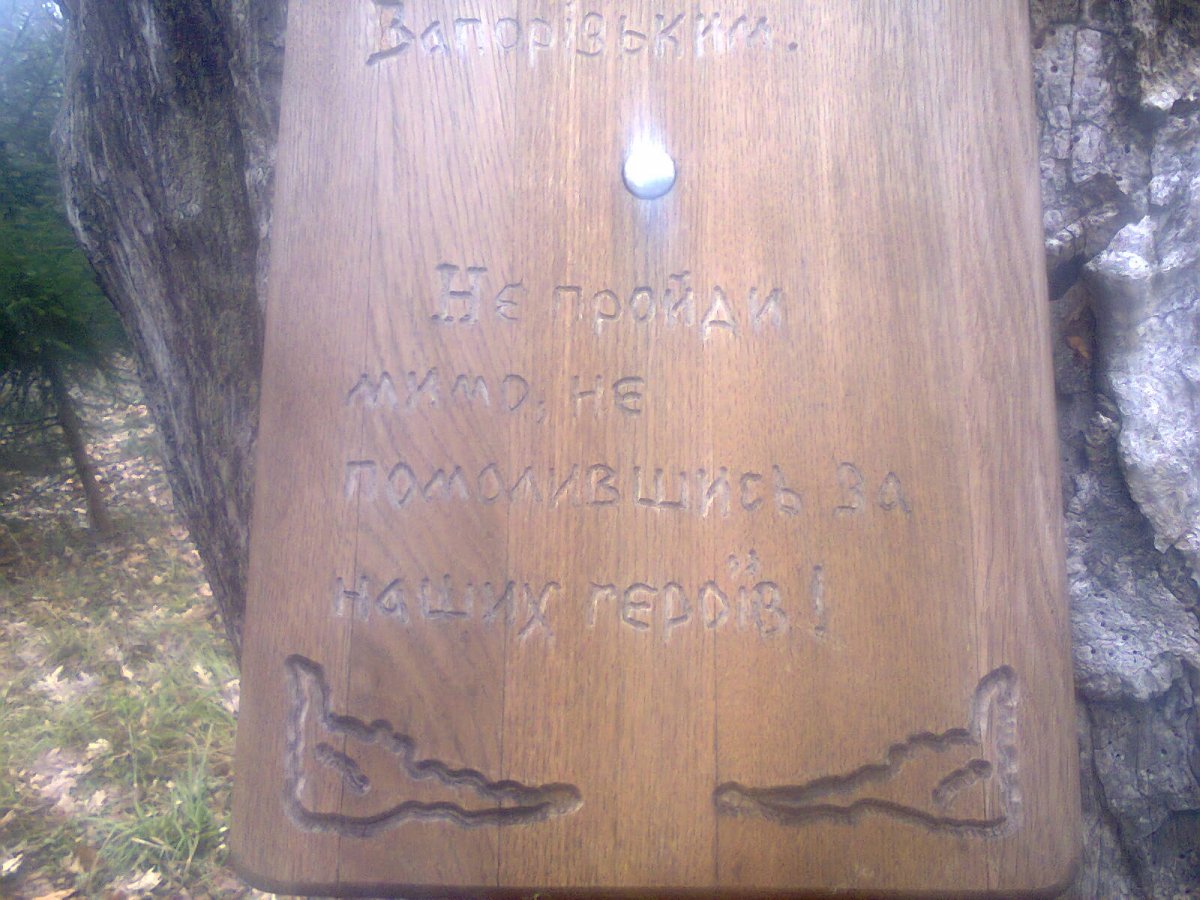 Запорізьким.
Не пройди
мимо, не
помолившись за
наших героїв!